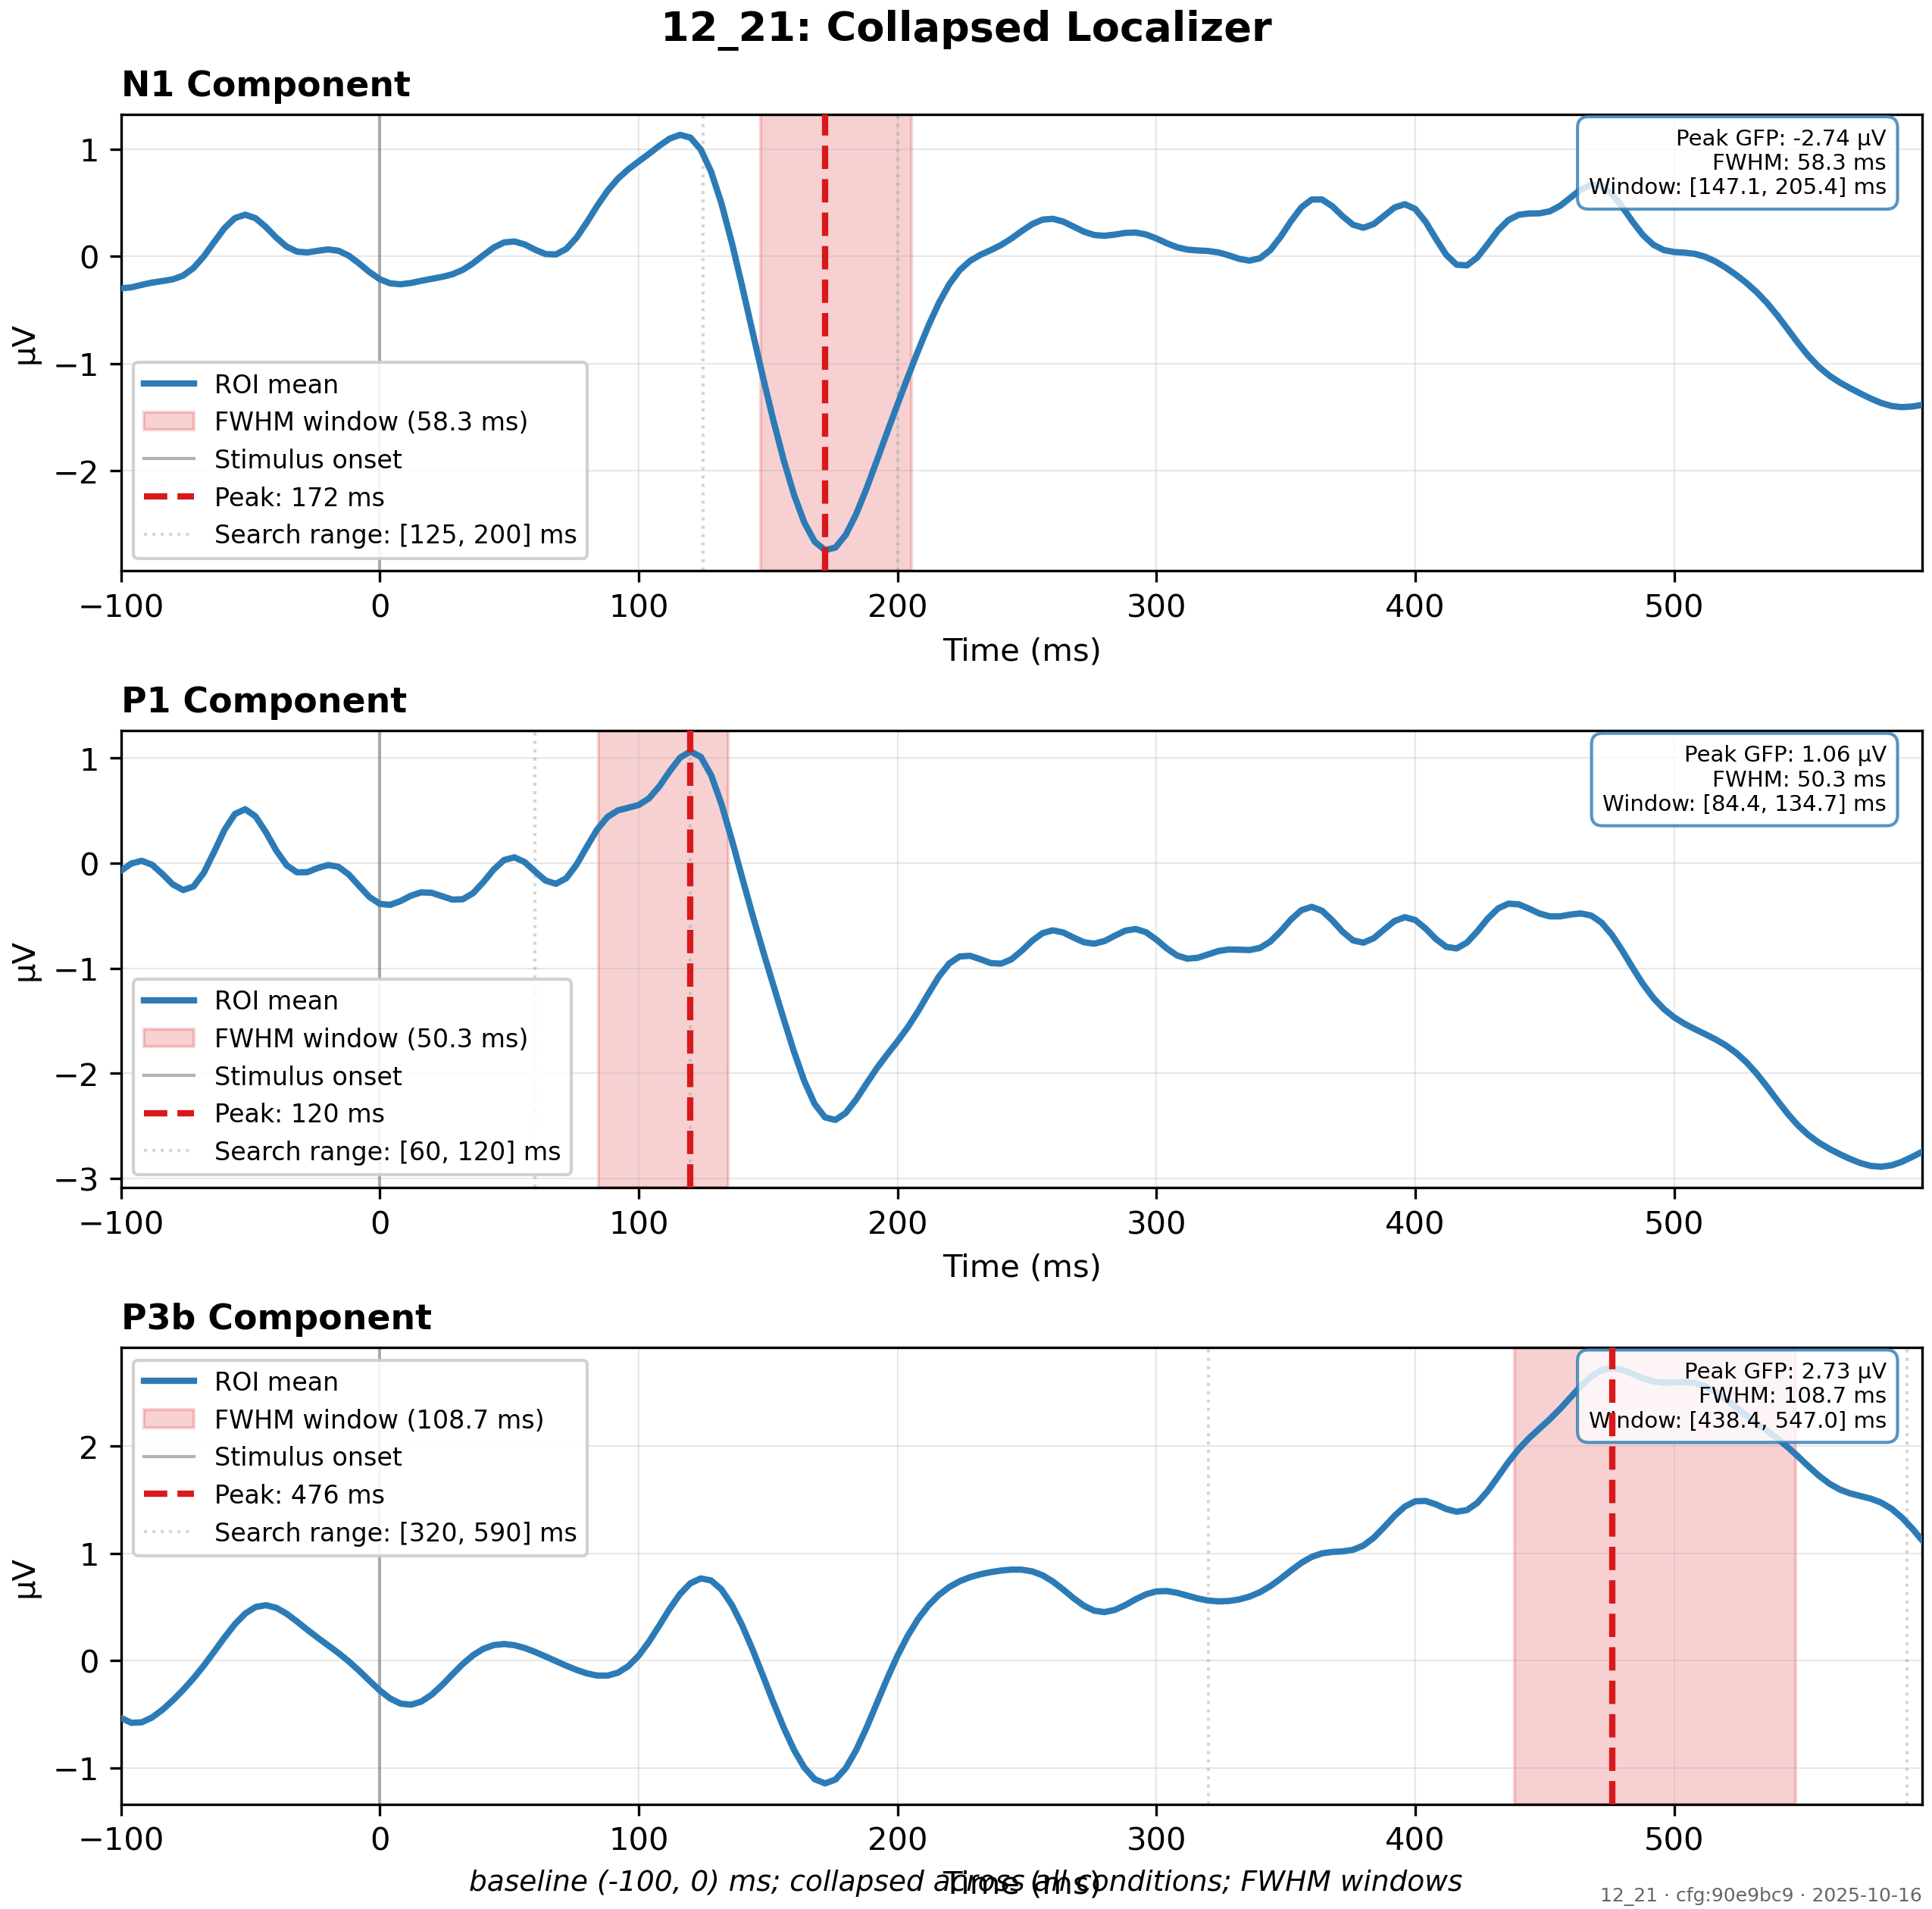 12_21: Collapsed Localizer
N1 Component
1
0
−1
−2
µV
Peak GFP: -2.74 µV
FWHM: 58.3 ms
Window: [147.1, 205.4] ms
ROI mean
FWHM window (58.3 ms)
Stimulus onset
Peak: 172 ms
Search range: [125, 200] ms
−100 0 100 200 300 400 500
Time (ms)
P1 Component
1
0
−1
−2
−3
µV
Peak GFP: 1.06 µV
FWHM: 50.3 ms
Window: [84.4, 134.7] ms
ROI mean
FWHM window (50.3 ms)
Stimulus onset
Peak: 120 ms
Search range: [60, 120] ms
−100 0 100 200 300 400 500
Time (ms)
P3b Component
2
1
0
−1
µV
ROI mean
FWHM window (108.7 ms)
Stimulus onset
Peak: 476 ms
Search range: [320, 590] ms
Peak GFP: 2.73 µV
FWHM: 108.7 ms
Window: [438.4, 547.0] ms
−100 0 100 200 300 400 500
Time (ms)
baseline (-100, 0) ms; collapsed across all conditions; FWHM windows
12_21 · cfg:90e9bc9 · 2025-10-16